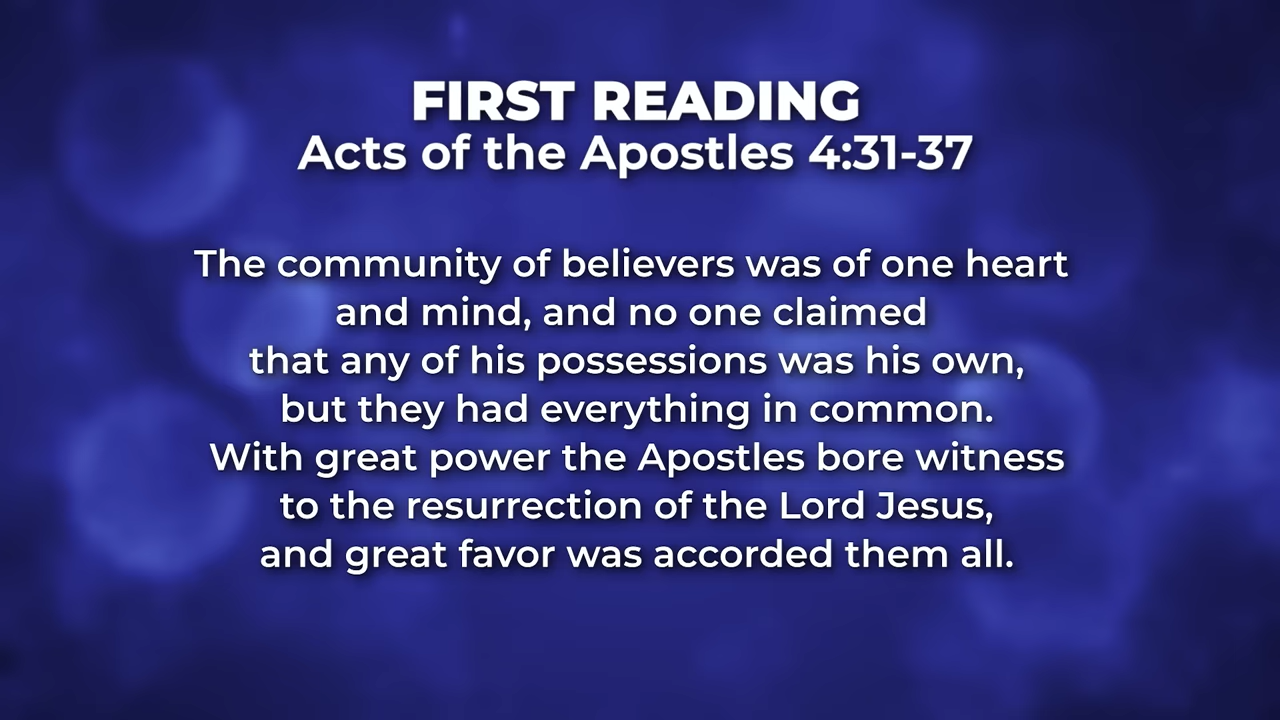 FIRST READING
Acts of the Apostles 4:31-37
The community of believers was of one heart
and mind, and no one claimed
that any of his possessions was his own,
but they had everything in common.
With great power the Apostles bore witness
to the resurrection of the Lord Jesus,
and great favor was accorded them all.